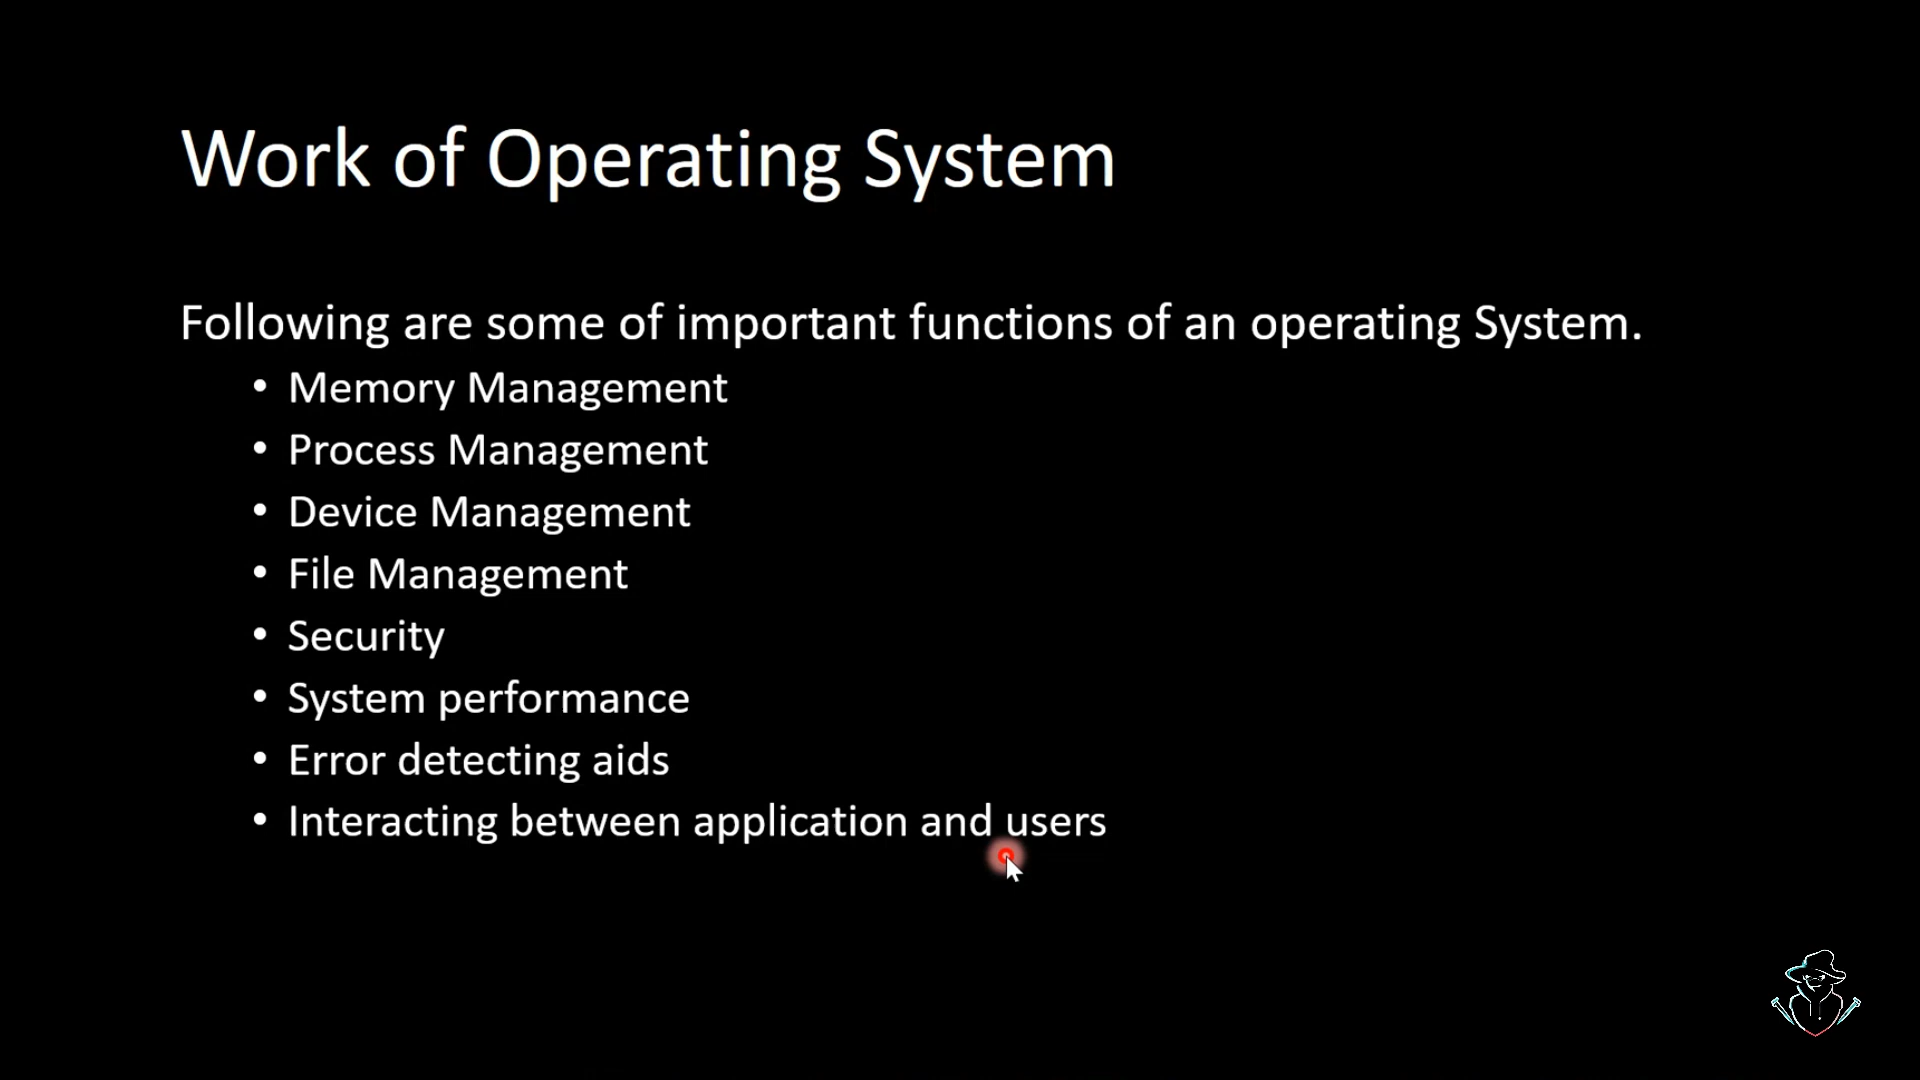 Work of Operating System
Following are some of important functions of an operating System.
• Memory Management
• Process Management
• Device Management
• File Management
• Security
• System performance
• Error detecting aids
• Interacting between application and users